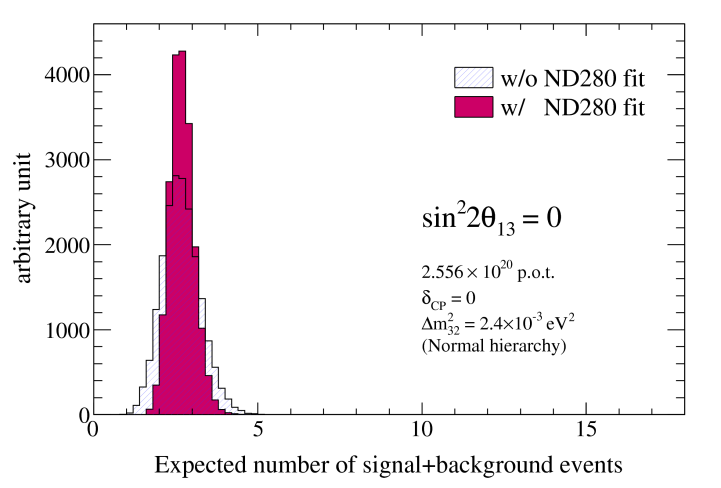 4000
3000
2000
1000
0
arbitrary unit
w/o ND280 fit
w/ ND280 fit
sin²2θ₁₃ = 0
2.556 × 10²⁰ p.o.t.
δ_CP = 0
Δm²₃₂ = 2.4×10⁻³ eV²
(Normal hierarchy)
0 5 10 15
Expected number of signal+background events